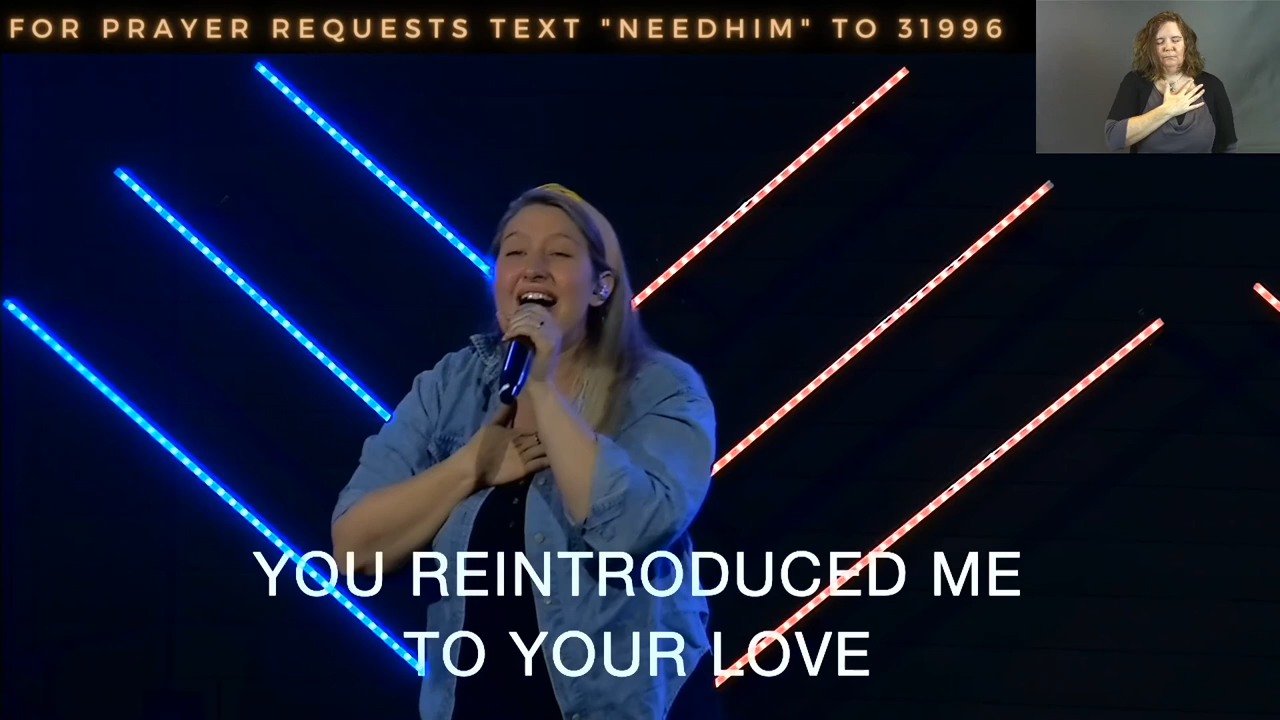 FOR PRAYER REQUESTS TEXT "NEEDHIM" TO 31996
YOU REINTRODUCED ME
TO YOUR LOVE